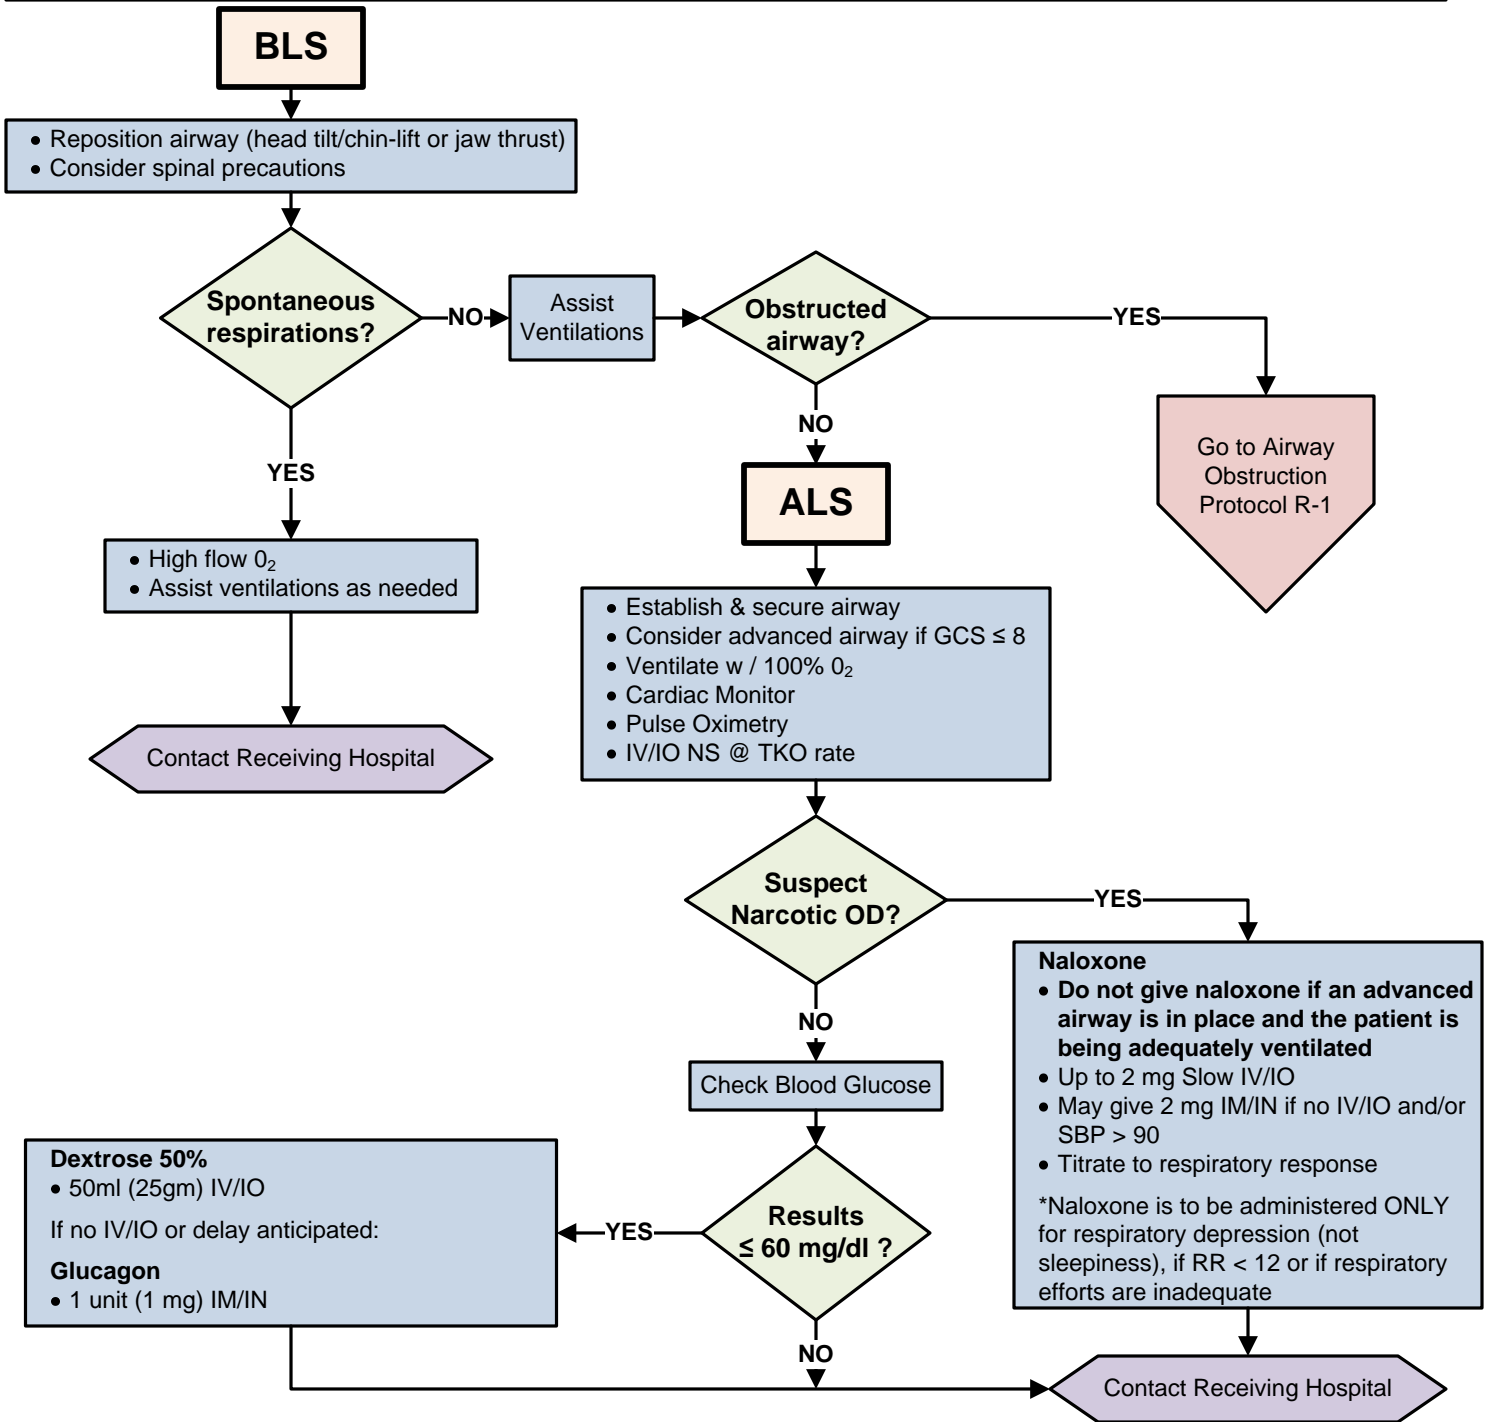 BLS
• Reposition airway (head tilt/chin-lift or jaw thrust)
• Consider spinal precautions
Spontaneous
respirations?
NO
Assist
Ventilations
Obstructed
airway?
YES
Go to Airway
Obstruction
Protocol R-1
NO
YES
• High flow 0₂
• Assist ventilations as needed
Contact Receiving Hospital
ALS
• Establish & secure airway
• Consider advanced airway if GCS ≤ 8
• Ventilate w / 100% 0₂
• Cardiac Monitor
• Pulse Oximetry
• IV/IO NS @ TKO rate
Suspect
Narcotic OD?
YES
Naloxone
• Do not give naloxone if an advanced
airway is in place and the patient is
being adequately ventilated
• Up to 2 mg Slow IV/IO
• May give 2 mg IM/IN if no IV/IO and/or
SBP > 90
• Titrate to respiratory response
*Naloxone is to be administered ONLY
for respiratory depression (not
sleepiness), if RR < 12 or if respiratory
efforts are inadequate
NO
Check Blood Glucose
Results
≤ 60 mg/dl ?
YES
Dextrose 50%
• 50ml (25gm) IV/IO
If no IV/IO or delay anticipated:
Glucagon
• 1 unit (1 mg) IM/IN
NO
Contact Receiving Hospital